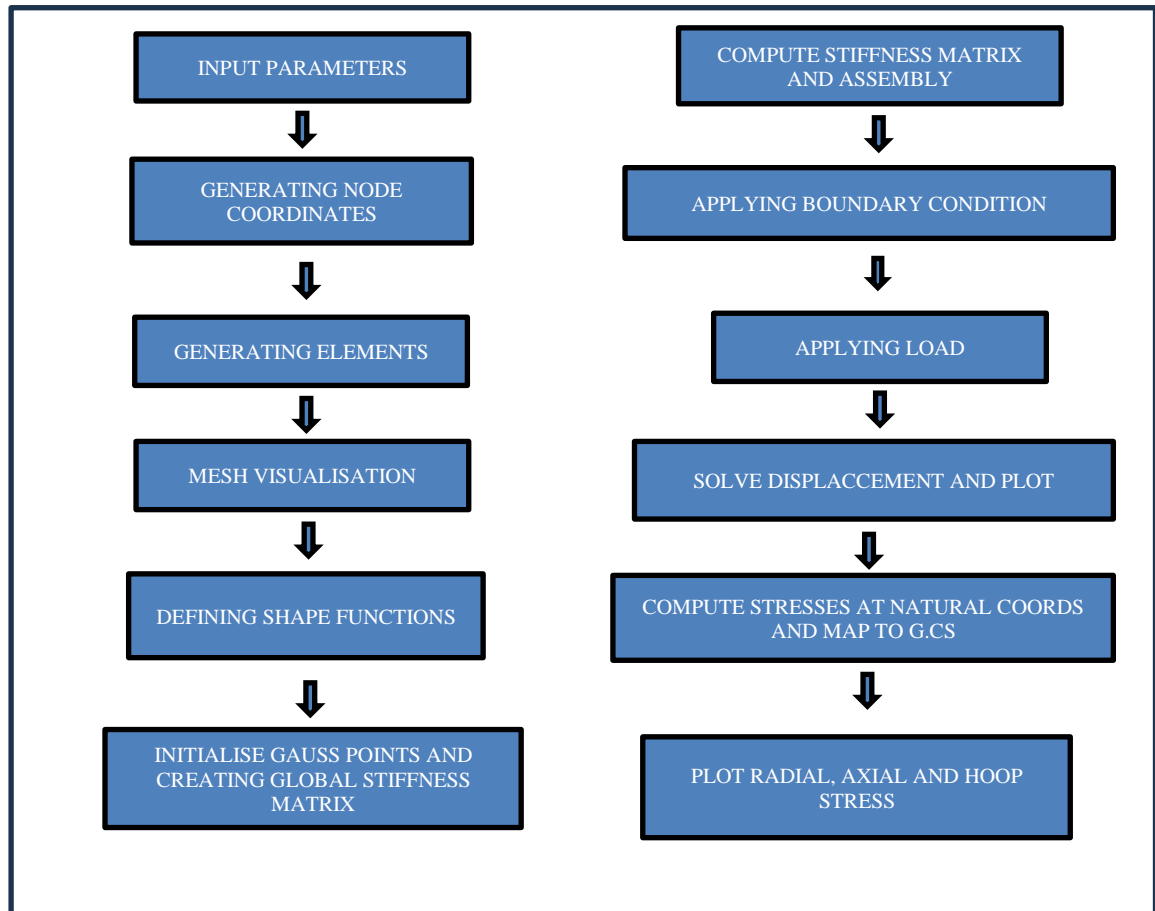 INPUT PARAMETERS
GENERATING NODE
COORDINATES
GENERATING ELEMENTS
MESH VISUALISATION
DEFINING SHAPE FUNCTIONS
INITIALISE GAUSS POINTS AND
CREATING GLOBAL STIFFNESS
MATRIX
COMPUTE STIFFNESS MATRIX
AND ASSEMBLY
APPLYING BOUNDARY CONDITION
APPLYING LOAD
SOLVE DISPLACCEMENT AND PLOT
COMPUTE STRESSES AT NATURAL COORDS
AND MAP TO G.CS
PLOT RADIAL, AXIAL AND HOOP
STRESS